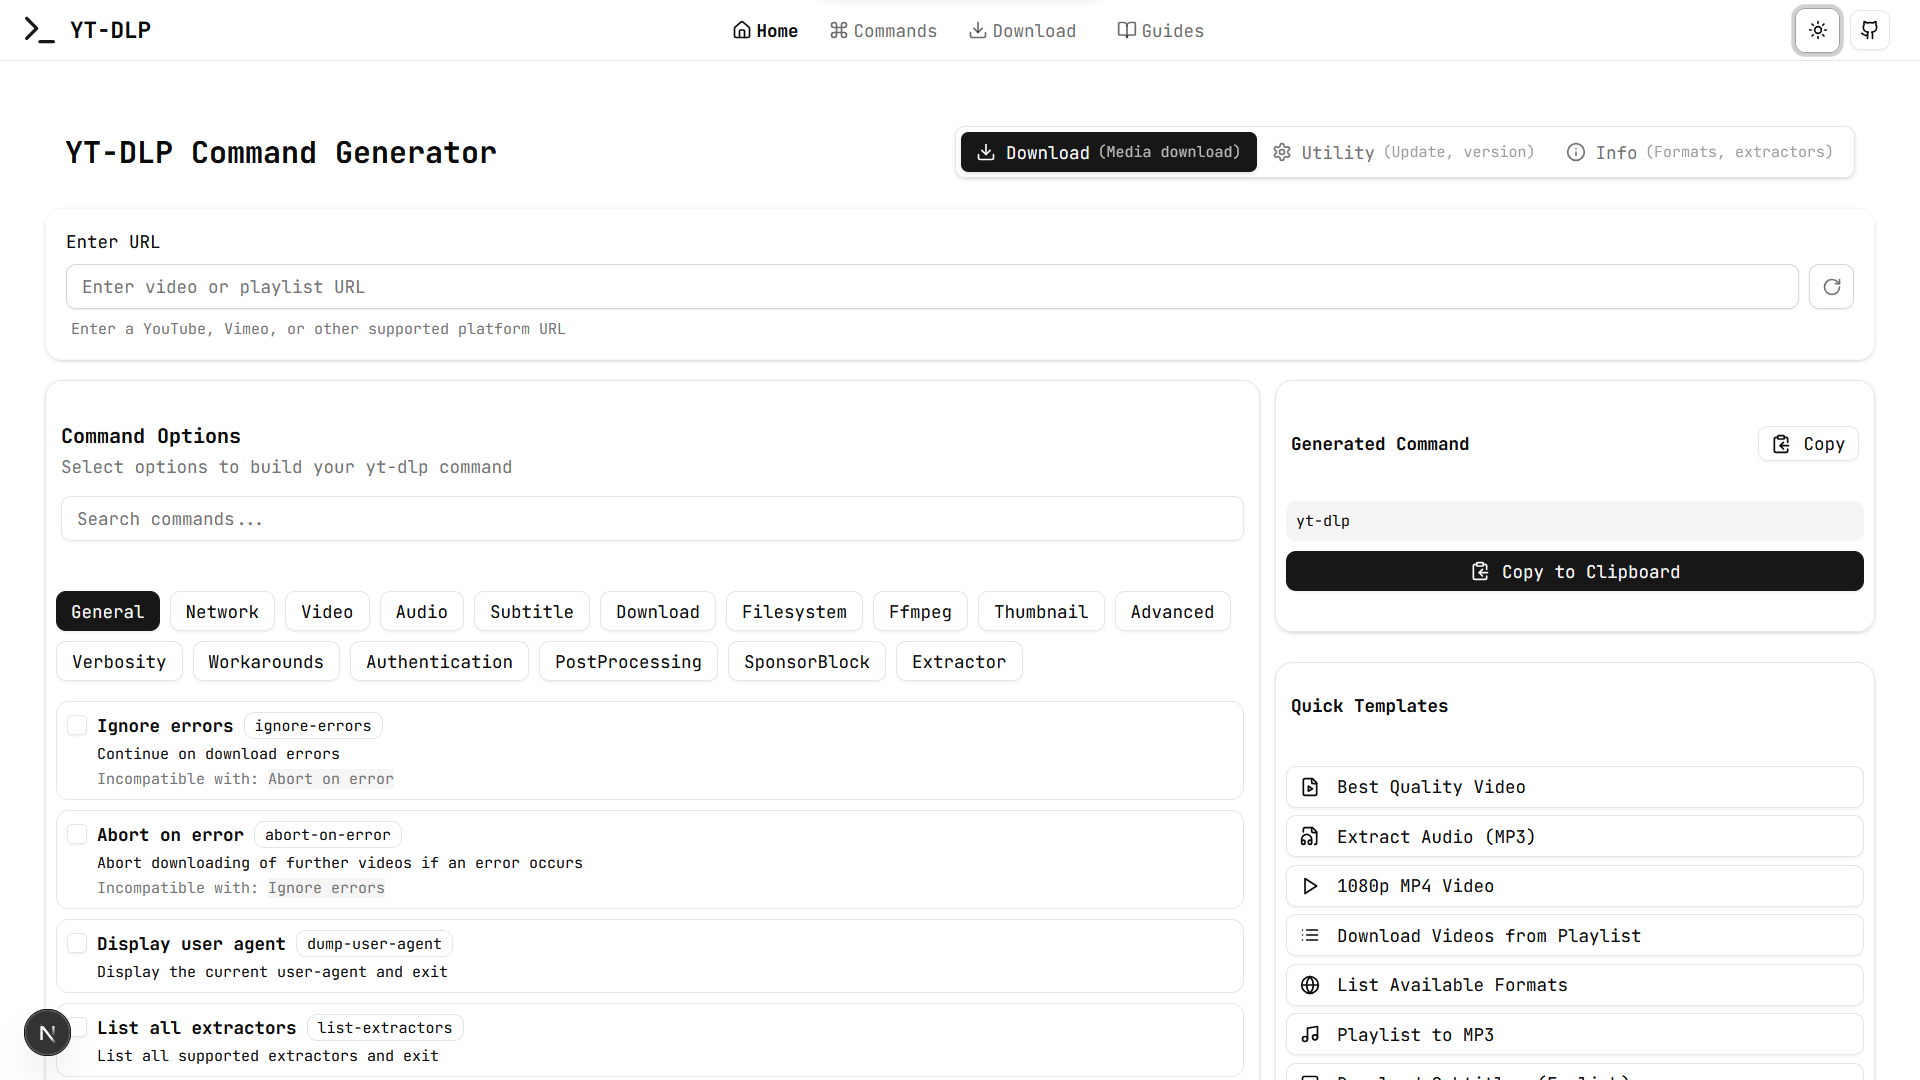 YT-DLP
Home
Commands
Download
Guides
YT-DLP Command Generator
Download (Media download)
Utility (Update, version)
Info (Formats, extractors)
Enter URL
Enter video or playlist URL
Enter a YouTube, Vimeo, or other supported platform URL
Command Options
Select options to build your yt-dlp command
Search commands...
General Network Video Audio Subtitle Download Filesystem Ffmpeg Thumbnail Advanced
Verbosity Workarounds Authentication PostProcessing SponsorBlock Extractor
Ignore errors ignore-errors
Continue on download errors
Incompatible with: Abort on error
Abort on error abort-on-error
Abort downloading of further videos if an error occurs
Incompatible with: Ignore errors
Display user agent dump-user-agent
Display the current user-agent and exit
List all extractors list-extractors
List all supported extractors and exit
N
Generated Command
Copy
yt-dlp
Copy to Clipboard
Quick Templates
Best Quality Video
Extract Audio (MP3)
1080p MP4 Video
Download Videos from Playlist
List Available Formats
Playlist to MP3
Download Subtitles (English)